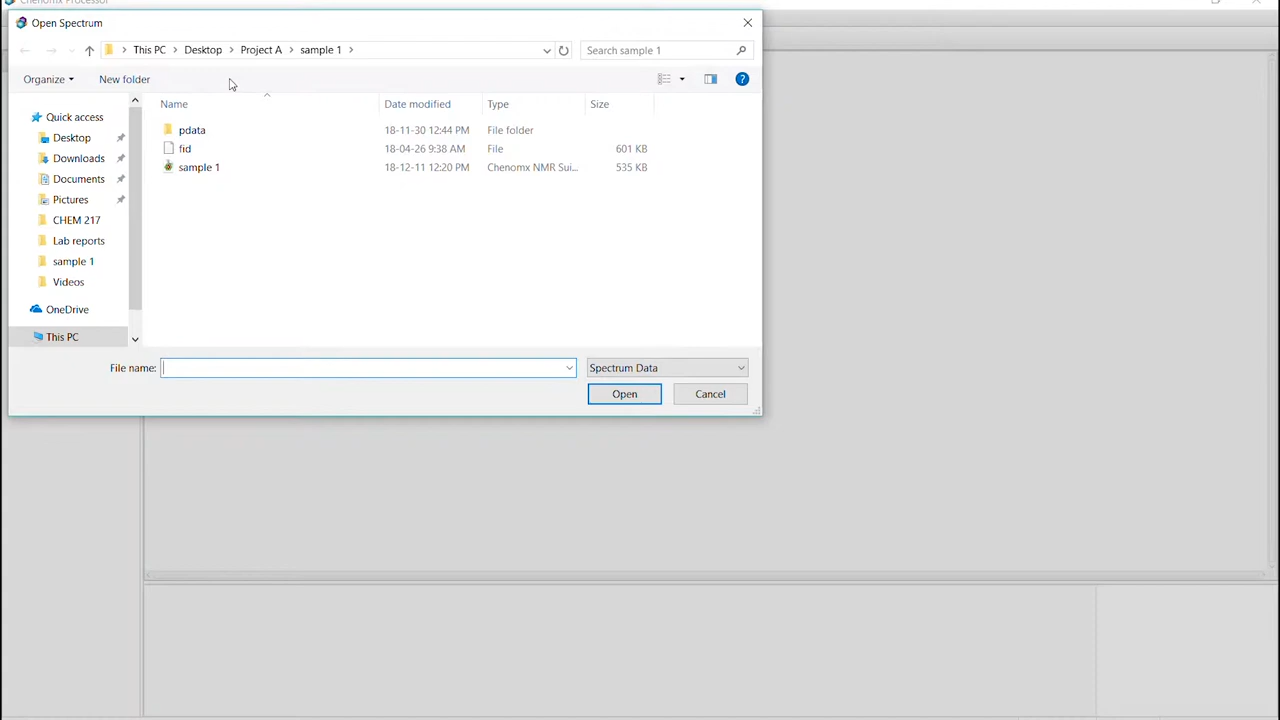 Chenomx Processor
Open Spectrum
This PC > Desktop > Project A > sample 1 >
Search sample 1
Organize New folder
Name Date modified Type Size
Quick access
Desktop
Downloads
Documents
Pictures
CHEM 217
Lab reports
sample 1
Videos
OneDrive
This PC
pdata 18-11-30 12:44 PM File folder
fid 18-04-26 9:38 AM File 601 KB
sample 1 18-12-11 12:20 PM Chenomx NMR Sui... 535 KB
File name:
Spectrum Data
Open Cancel